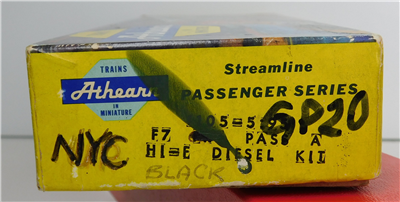 TRAINS
Athearn
IN
MINIATURE
Streamline
PASSENGER SERIES
GP20
NYC
F7 PASS A
HI-F DIESEL KIT
BLACK